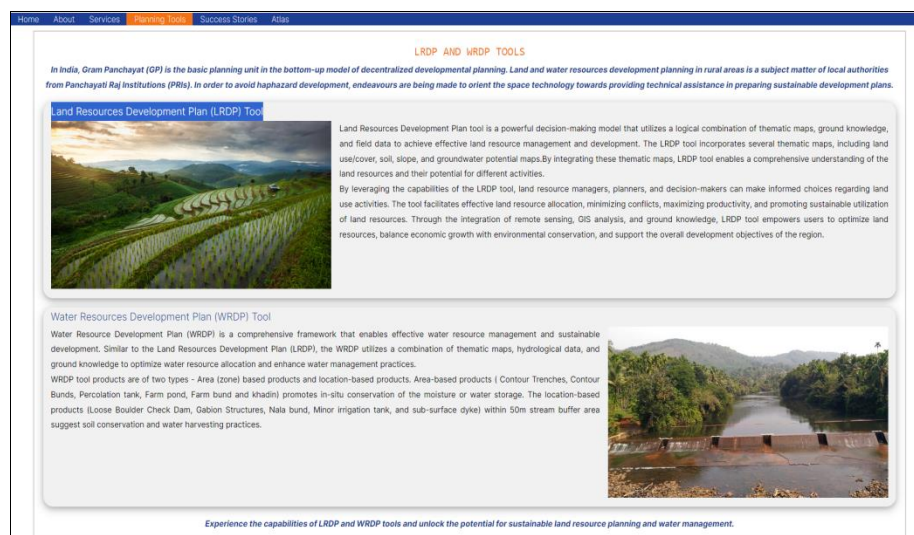 Home About Services Planning Tools Success Stories Atlas
LRDP AND WRDP TOOLS
In India, Gram Panchayat (GP) is the basic planning unit in the bottom-up model of decentralized developmental planning. Land and water resources development planning in rural areas is a subject matter of local authorities
from Panchayati Raj Institutions (PRIs). In order to avoid haphazard development, endeavours are being made to orient the space technology towards providing technical assistance in preparing sustainable development plans.
Land Resources Development Plan (LRDP) Tool
Land Resources Development Plan tool is a powerful decision-making model that utilizes a logical combination of thematic maps, ground knowledge,
and field data to achieve effective land resource management and development. The LRDP tool incorporates several thematic maps, including land
use/cover, soil, slope, and groundwater potential maps.By integrating these thematic maps, LRDP tool enables a comprehensive understanding of the
land resources and their potential for different activities.
By leveraging the capabilities of the LRDP tool, land resource managers, planners, and decision-makers can make informed choices regarding land
use activities. The tool facilitates effective land resource allocation, minimizing conflicts, maximizing productivity, and promoting sustainable utilization
of land resources. Through the integration of remote sensing, GIS analysis, and ground knowledge, LRDP tool empowers users to optimize land
resources, balance economic growth with environmental conservation, and support the overall development objectives of the region.
Water Resources Development Plan (WRDP) Tool
Water Resource Development Plan (WRDP) is a comprehensive framework that enables effective water resource management and sustainable
development. Similar to the Land Resources Development Plan (LRDP), the WRDP utilizes a combination of thematic maps, hydrological data, and
ground knowledge to optimize water resource allocation and enhance water management practices.
WRDP tool products are of two types - Area (zone) based products and location-based products. Area-based products ( Contour Trenches, Contour
Bunds, Percolation tank, Farm pond, Farm bund and khadin) promotes in-situ conservation of the moisture or water storage. The location-based
products (Loose Boulder Check Dam, Gabion Structures, Nala bund, Minor irrigation tank, and sub-surface dyke) within 50m stream buffer area
suggest soil conservation and water harvesting practices.
Experience the capabilities of LRDP and WRDP tools and unlock the potential for sustainable land resource planning and water management.